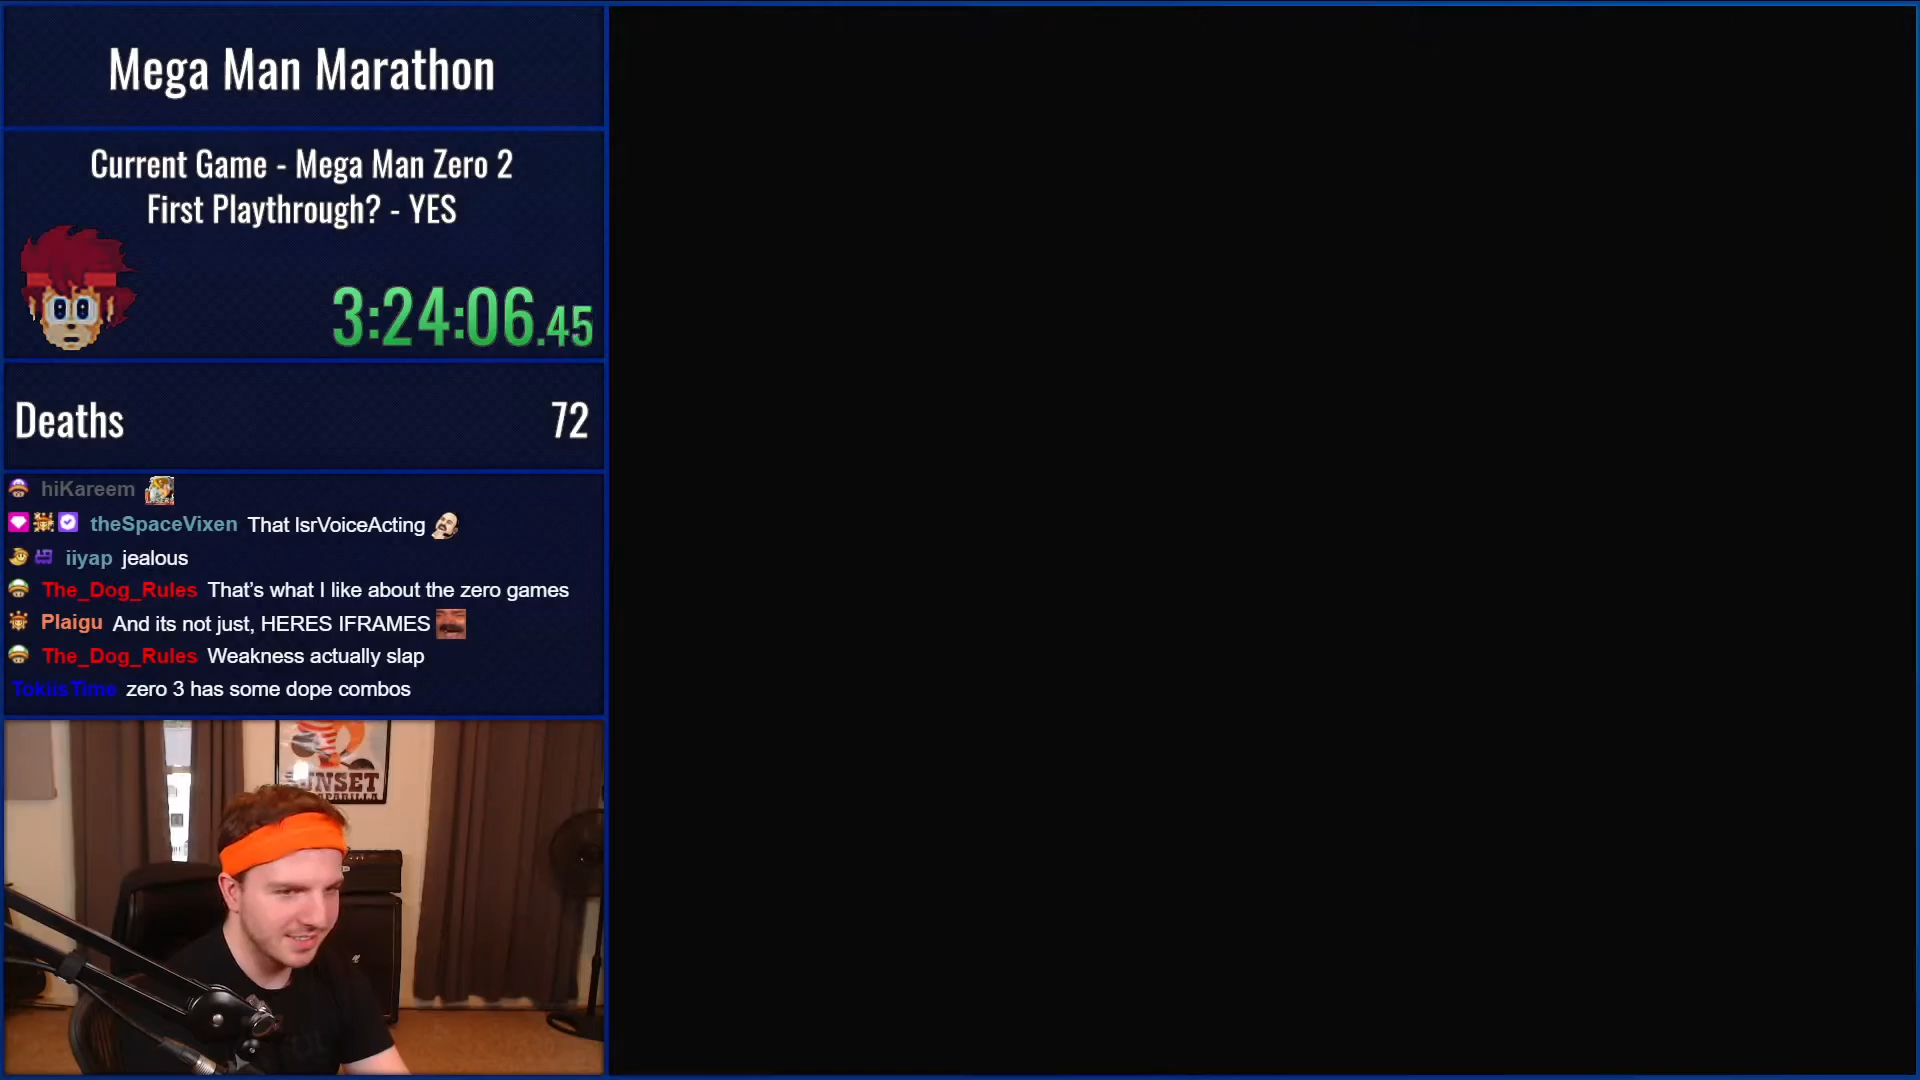 Mega Man Marathon
Current Game - Mega Man Zero 2
First Playthrough? - YES
3:24:06.45
Deaths 72
hiKareem
theSpaceVixen That lsrVoiceActing
iiyap jealous
The_Dog_Rules That's what I like about the zero games
Plaigu And its not just, HERES IFRAMES
The_Dog_Rules Weakness actually slap
TokiisTime zero 3 has some dope combos